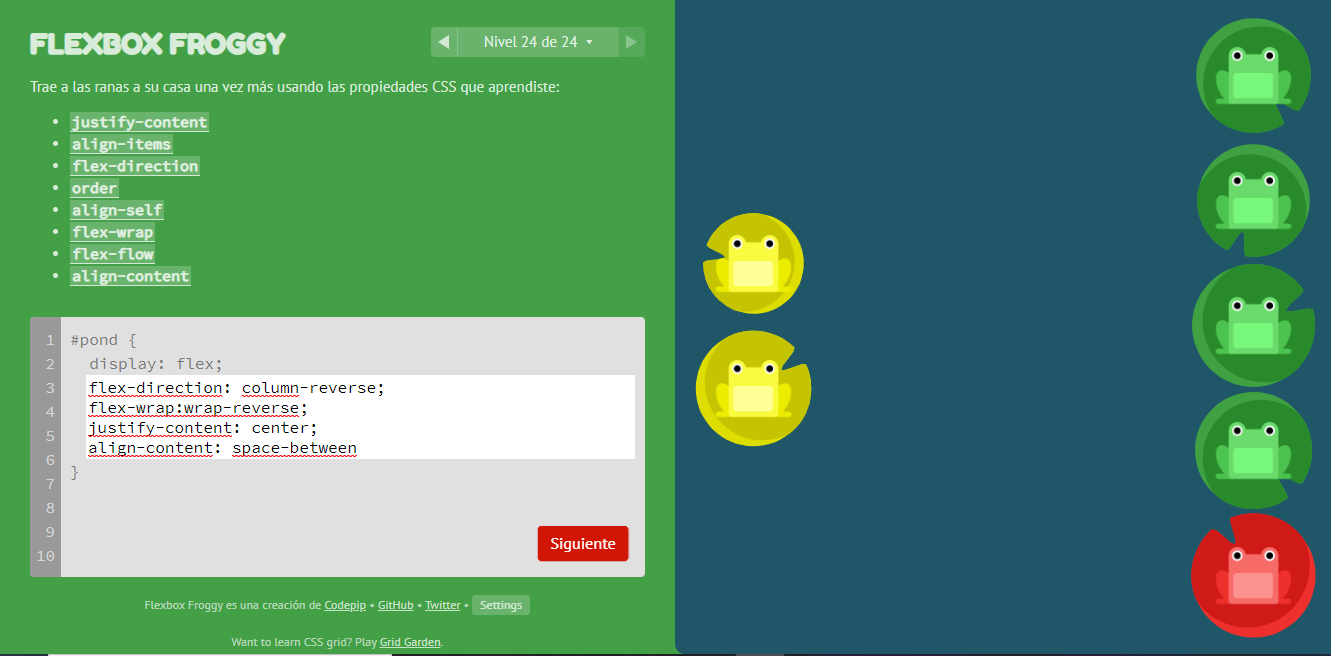 FLEXBOX FROGGY
◀ Nivel 24 de 24 ▾ ▶
Trae a las ranas a su casa una vez más usando las propiedades CSS que aprendiste:
• justify-content
• align-items
• flex-direction
• order
• align-self
• flex-wrap
• flex-flow
• align-content
1 #pond {
2 display: flex;
3 flex-direction: column-reverse;
4 flex-wrap:wrap-reverse;
5 justify-content: center;
6 align-content: space-between
7 }
8
9
10
Siguiente
Flexbox Froggy es una creación de Codepip • GitHub • Twitter • Settings
Want to learn CSS grid? Play Grid Garden.